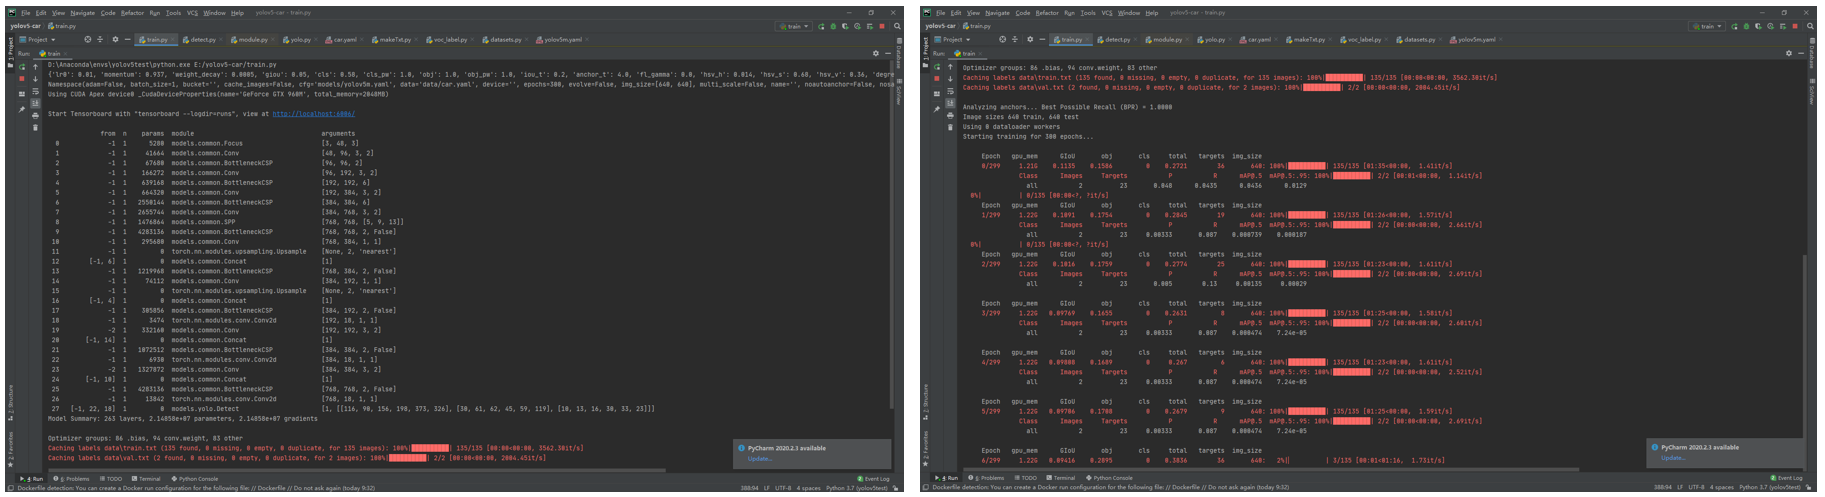 File Edit View Navigate Code Refactor Run Tools VCS Window Help yolov5-car - train.py
yolov5-car train.py train
Project train.py detect.py module.py yolo.py car.yaml makeTxt.py voc_label.py datasets.py yolov5m.yaml
Run: train
D:\Anaconda\envs\yolov5test\python.exe E:/yolov5-car/train.py
{'lr0': 0.01, 'momentum': 0.937, 'weight_decay': 0.0005, 'giou': 0.05, 'cls': 0.58, 'cls_pw': 1.0, 'obj': 1.0, 'obj_pw': 1.0, 'iou_t': 0.2, 'anchor_t': 4.0, 'fl_gamma': 0.0, 'hsv_h': 0.014, 'hsv_s': 0.68, 'hsv_v': 0.36, 'degre
Namespace(adam=False, batch_size=1, bucket='', cache_images=False, cfg='models/yolov5m.yaml', data='data/car.yaml', device='', epochs=300, evolve=False, img_size=[640, 640], multi_scale=False, name='', noautoanchor=False, nosa
Using CUDA Apex device0 _CudaDeviceProperties(name='GeForce GTX 960M', total_memory=2048MB)
Start Tensorboard with "tensorboard --logdir=runs", view at http://localhost:6006/
from n params module arguments
0 -1 1 5280 models.common.Focus [3, 48, 3]
1 -1 1 41664 models.common.Conv [48, 96, 3, 2]
2 -1 1 67680 models.common.BottleneckCSP [96, 96, 2]
3 -1 1 166272 models.common.Conv [96, 192, 3, 2]
4 -1 1 639168 models.common.BottleneckCSP [192, 192, 6]
5 -1 1 664320 models.common.Conv [192, 384, 3, 2]
6 -1 1 2550144 models.common.BottleneckCSP [384, 384, 6]
7 -1 1 2655744 models.common.Conv [384, 768, 3, 2]
8 -1 1 1476864 models.common.SPP [768, 768, [5, 9, 13]]
9 -1 1 4283136 models.common.BottleneckCSP [768, 768, 2, False]
10 -1 1 295680 models.common.Conv [768, 384, 1, 1]
11 -1 1 0 torch.nn.modules.upsampling.Upsample [None, 2, 'nearest']
12 [-1, 6] 1 0 models.common.Concat [1]
13 -1 1 1219968 models.common.BottleneckCSP [768, 384, 2, False]
14 -1 1 74112 models.common.Conv [384, 192, 1, 1]
15 -1 1 0 torch.nn.modules.upsampling.Upsample [None, 2, 'nearest']
16 [-1, 4] 1 0 models.common.Concat [1]
17 -1 1 305856 models.common.BottleneckCSP [384, 192, 2, False]
18 -1 1 3474 torch.nn.modules.conv.Conv2d [192, 18, 1, 1]
19 -2 1 332160 models.common.Conv [192, 192, 3, 2]
20 [-1, 14] 1 0 models.common.Concat [1]
21 -1 1 1072512 models.common.BottleneckCSP [384, 384, 2, False]
22 -1 1 6930 torch.nn.modules.conv.Conv2d [384, 18, 1, 1]
23 -2 1 1327872 models.common.Conv [384, 384, 3, 2]
24 [-1, 10] 1 0 models.common.Concat [1]
25 -1 1 4283136 models.common.BottleneckCSP [768, 768, 2, False]
26 -1 1 13842 torch.nn.modules.conv.Conv2d [768, 18, 1, 1]
27 [-1, 22, 18] 1 0 models.yolo.Detect [1, [[116, 90, 156, 198, 373, 326], [30, 61, 62, 45, 59, 119], [10, 13, 16, 30, 33, 23]]]
Model Summary: 263 layers, 2.14858e+07 parameters, 2.14858e+07 gradients
Optimizer groups: 86 .bias, 94 conv.weight, 83 other
Caching labels data\train.txt (135 found, 0 missing, 0 empty, 0 duplicate, for 135 images): 100% 135/135 [00:00<00:00, 3562.30it/s]
Caching labels data\val.txt (2 found, 0 missing, 0 empty, 0 duplicate, for 2 images): 100% 2/2 [00:00<00:00, 2004.45it/s]
PyCharm 2020.2.3 available
Update...
4: Run 6: Problems TODO Terminal Python Console Event Log
Dockerfile detection: You can create a Docker run configuration for the following file: // Dockerfile // Do not ask again (today 9:32) 388:94 LF UTF-8 4 spaces Python 3.7 (yolov5test)
File Edit View Navigate Code Refactor Run Tools VCS Window Help yolov5-car - train.py
yolov5-car train.py train
Project train.py detect.py module.py yolo.py car.yaml makeTxt.py voc_label.py datasets.py yolov5m.yaml
Run: train
Optimizer groups: 86 .bias, 94 conv.weight, 83 other
Caching labels data\train.txt (135 found, 0 missing, 0 empty, 0 duplicate, for 135 images): 100% 135/135 [00:00<00:00, 3562.30it/s]
Caching labels data\val.txt (2 found, 0 missing, 0 empty, 0 duplicate, for 2 images): 100% 2/2 [00:00<00:00, 2004.45it/s]
Analyzing anchors... Best Possible Recall (BPR) = 1.0000
Image sizes 640 train, 640 test
Using 0 dataloader workers
Starting training for 300 epochs...
Epoch gpu_mem GIoU obj cls total targets img_size
0/299 1.21G 0.1135 0.1586 0 0.2721 36 640: 100% 135/135 [01:35<00:00, 1.41it/s]
Class Images Targets P R mAP@.5 mAP@.5:.95: 100% 2/2 [00:01<00:00, 1.14it/s]
all 2 23 0.048 0.0435 0.0436 0.0129
0%| | 0/135 [00:00<?, ?it/s]
Epoch gpu_mem GIoU obj cls total targets img_size
1/299 1.22G 0.1091 0.1754 0 0.2845 19 640: 100% 135/135 [01:26<00:00, 1.57it/s]
Class Images Targets P R mAP@.5 mAP@.5:.95: 100% 2/2 [00:00<00:00, 2.66it/s]
all 2 23 0.00333 0.087 0.000739 0.000187
0%| | 0/135 [00:00<?, ?it/s]
Epoch gpu_mem GIoU obj cls total targets img_size
2/299 1.22G 0.1016 0.1759 0 0.2774 25 640: 100% 135/135 [01:23<00:00, 1.61it/s]
Class Images Targets P R mAP@.5 mAP@.5:.95: 100% 2/2 [00:00<00:00, 2.69it/s]
all 2 23 0.005 0.13 0.00135 0.00029
Epoch gpu_mem GIoU obj cls total targets img_size
3/299 1.22G 0.09769 0.1655 0 0.2631 8 640: 100% 135/135 [01:25<00:00, 1.58it/s]
Class Images Targets P R mAP@.5 mAP@.5:.95: 100% 2/2 [00:00<00:00, 2.60it/s]
all 2 23 0.00333 0.087 0.000474 7.24e-05
Epoch gpu_mem GIoU obj cls total targets img_size
4/299 1.22G 0.09808 0.1689 0 0.267 6 640: 100% 135/135 [01:23<00:00, 1.61it/s]
Class Images Targets P R mAP@.5 mAP@.5:.95: 100% 2/2 [00:00<00:00, 2.52it/s]
all 2 23 0.00333 0.087 0.000474 7.24e-05
Epoch gpu_mem GIoU obj cls total targets img_size
5/299 1.22G 0.09706 0.1708 0 0.2679 9 640: 100% 135/135 [01:25<00:00, 1.59it/s]
Class Images Targets P R mAP@.5 mAP@.5:.95: 100% 2/2 [00:00<00:00, 2.69it/s]
all 2 23 0.00333 0.087 0.000474 7.24e-05
Epoch gpu_mem GIoU obj cls total targets img_size
6/299 1.22G 0.09416 0.2895 0 0.3836 36 640: 2%| | 3/135 [00:01<01:16, 1.73it/s]
PyCharm 2020.2.3 available
Update...
4: Run 6: Problems TODO Terminal Python Console Event Log
Dockerfile detection: You can create a Docker run configuration for the following file: // Dockerfile // Do not ask again (today 9:32) 388:94 LF UTF-8 4 spaces Python 3.7 (yolov5test)